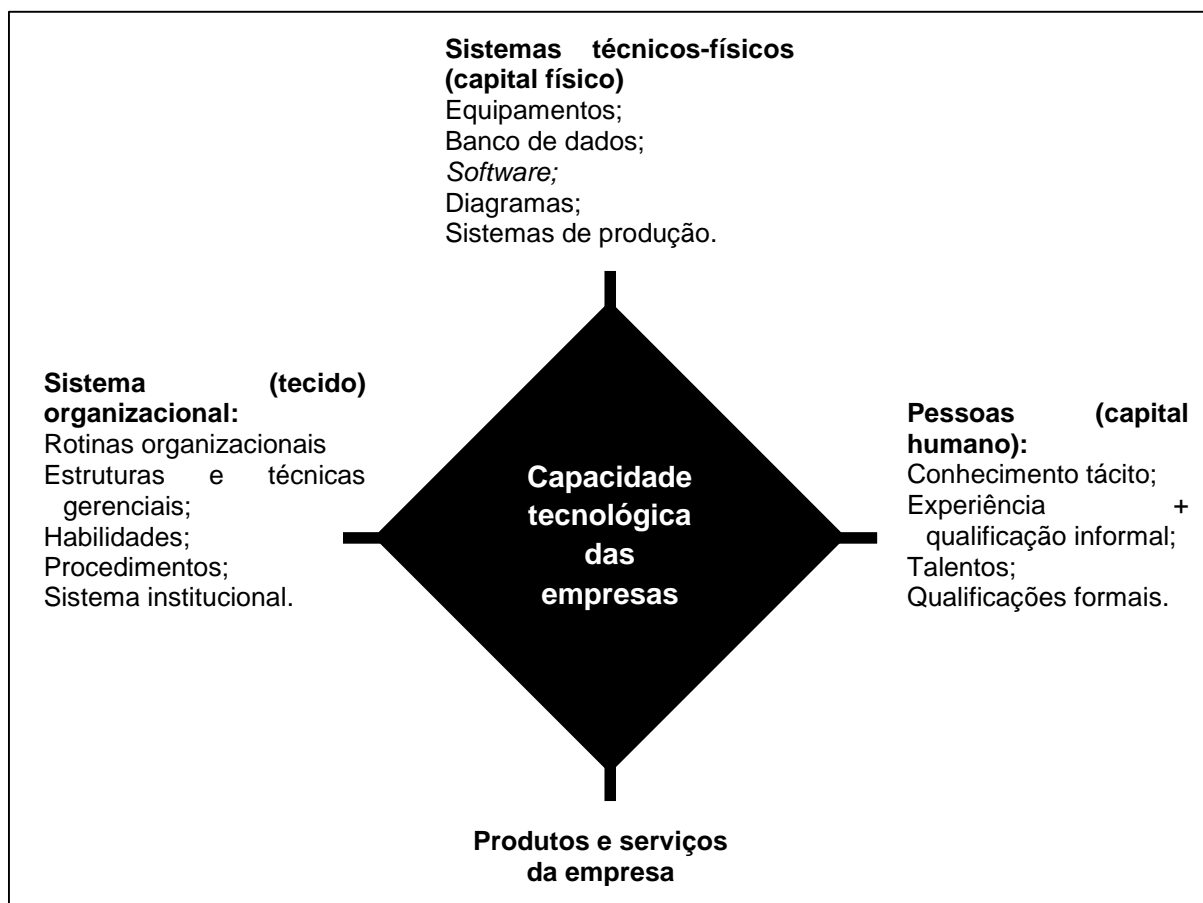 Sistemas técnicos-físicos
(capital físico)
Equipamentos;
Banco de dados;
Software;
Diagramas;
Sistemas de produção.
Sistema (tecido)
organizacional:
Rotinas organizacionais
Estruturas e técnicas
gerenciais;
Habilidades;
Procedimentos;
Sistema institucional.
Capacidade
tecnológica
das
empresas
Pessoas (capital
humano):
Conhecimento tácito;
Experiência +
qualificação informal;
Talentos;
Qualificações formais.
Produtos e serviços
da empresa